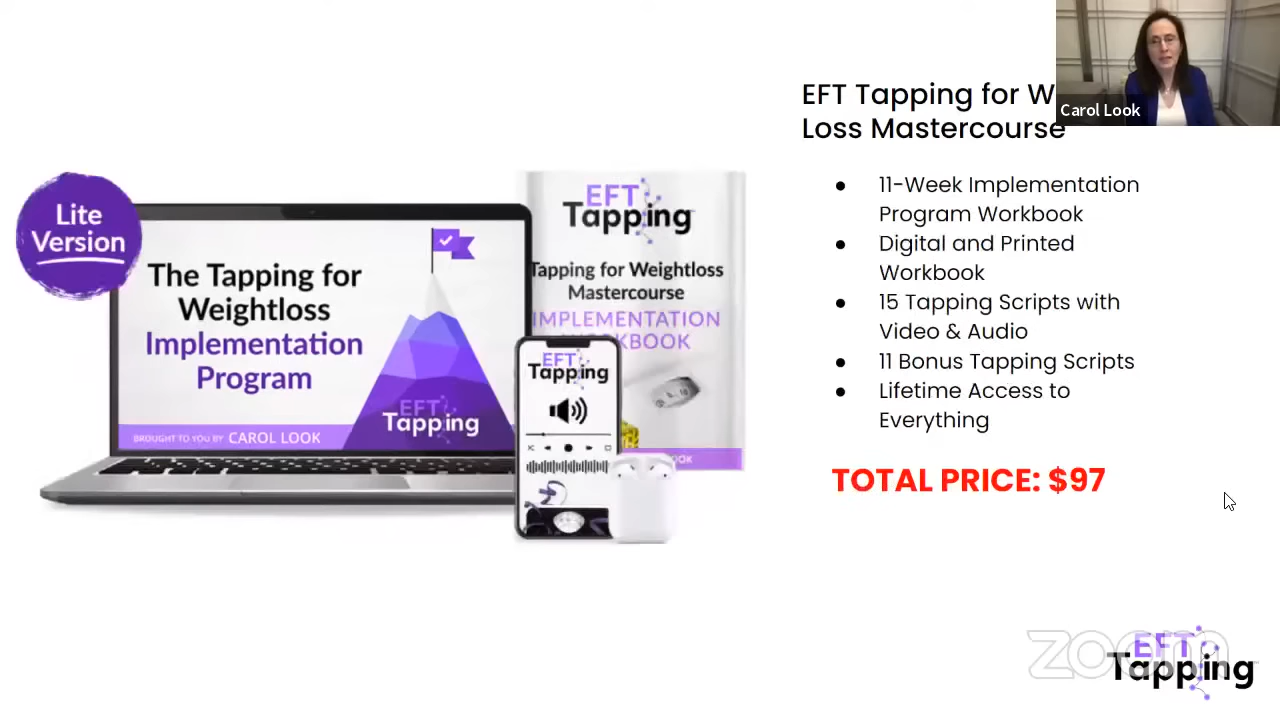 Carol Look
EFT Tapping for W
Loss Mastercourse
● 11-Week Implementation
Program Workbook
● Digital and Printed
Workbook
● 15 Tapping Scripts with
Video & Audio
● 11 Bonus Tapping Scripts
● Lifetime Access to
Everything
TOTAL PRICE: $97
Lite
Version
The Tapping for
Weightloss
Implementation
Program
EFT
Tapping
BROUGHT TO YOU BY CAROL LOOK
EFT
Tapping
Tapping for Weightloss
Mastercourse
IMPLEMENTATION
KBOOK
OOK
EFT
Tapping
zoom
EFT
Tapping